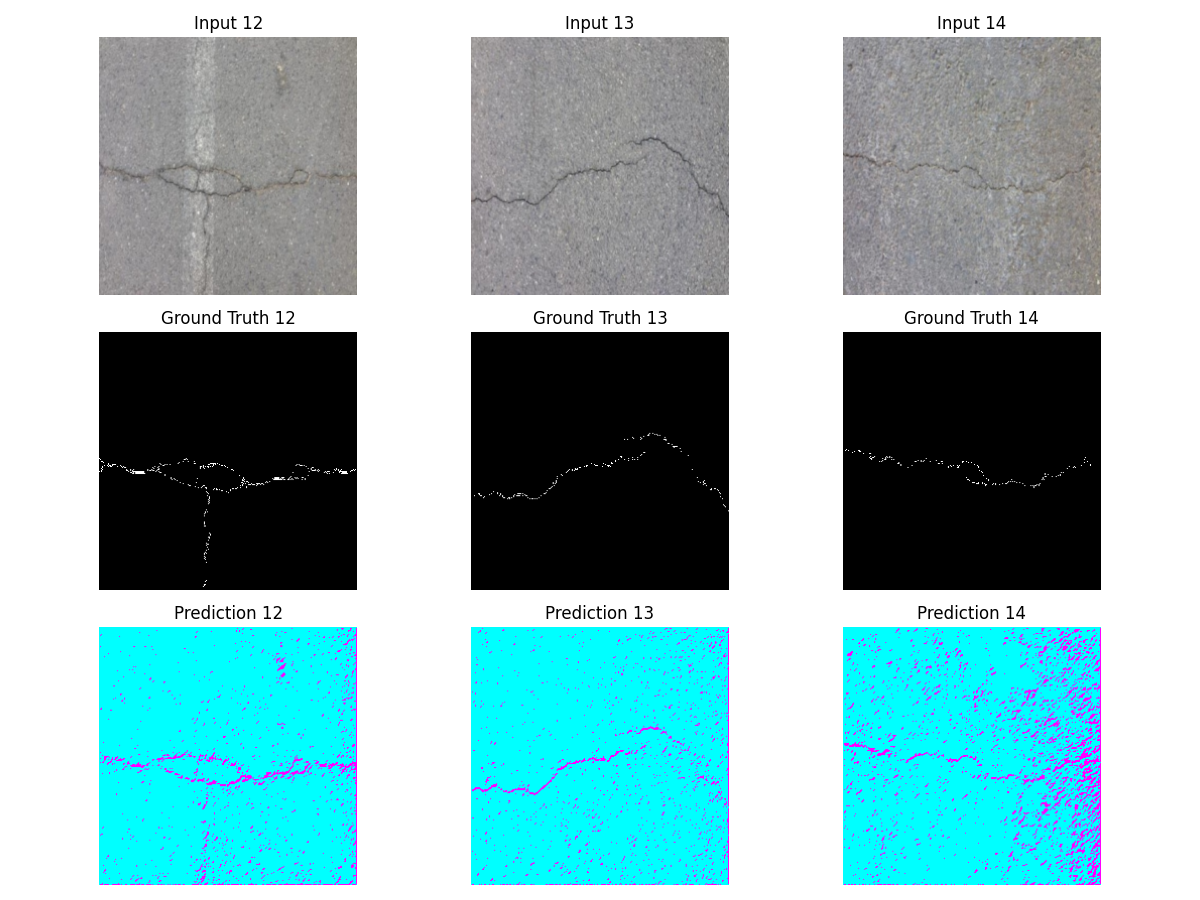 Input 12
Input 13
Input 14
Ground Truth 12
Ground Truth 13
Ground Truth 14
Prediction 12
Prediction 13
Prediction 14